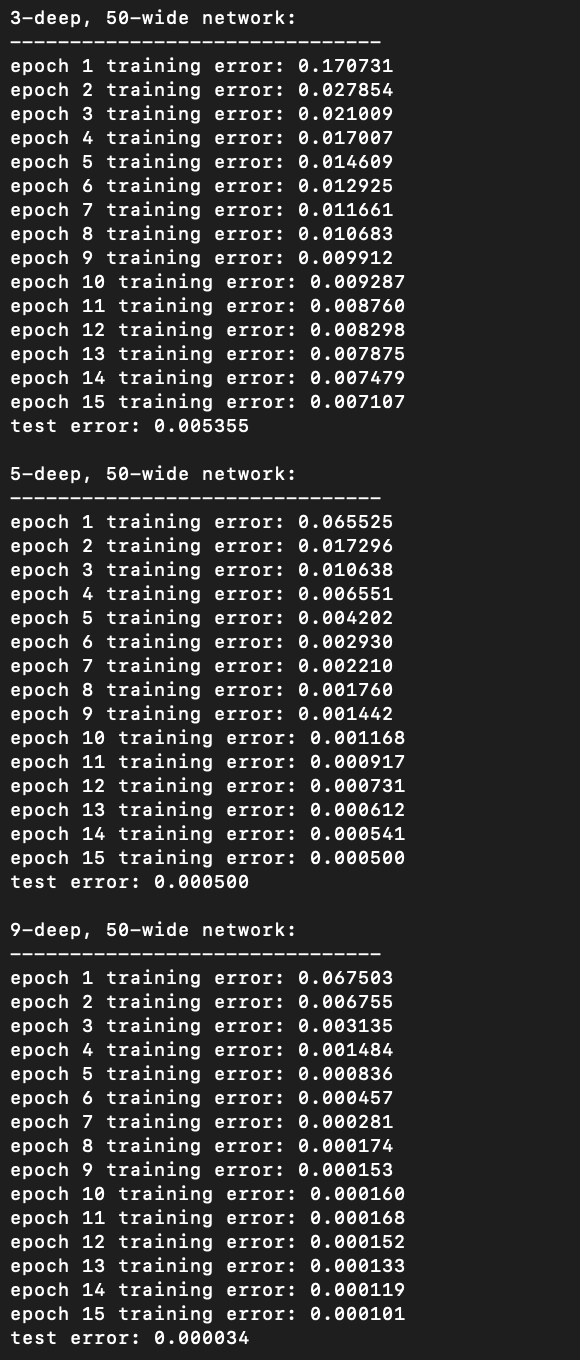 3-deep, 50-wide network:
-------------------------------
epoch 1 training error: 0.170731
epoch 2 training error: 0.027854
epoch 3 training error: 0.021009
epoch 4 training error: 0.017007
epoch 5 training error: 0.014609
epoch 6 training error: 0.012925
epoch 7 training error: 0.011661
epoch 8 training error: 0.010683
epoch 9 training error: 0.009912
epoch 10 training error: 0.009287
epoch 11 training error: 0.008760
epoch 12 training error: 0.008298
epoch 13 training error: 0.007875
epoch 14 training error: 0.007479
epoch 15 training error: 0.007107
test error: 0.005355
5-deep, 50-wide network:
-------------------------------
epoch 1 training error: 0.065525
epoch 2 training error: 0.017296
epoch 3 training error: 0.010638
epoch 4 training error: 0.006551
epoch 5 training error: 0.004202
epoch 6 training error: 0.002930
epoch 7 training error: 0.002210
epoch 8 training error: 0.001760
epoch 9 training error: 0.001442
epoch 10 training error: 0.001168
epoch 11 training error: 0.000917
epoch 12 training error: 0.000731
epoch 13 training error: 0.000612
epoch 14 training error: 0.000541
epoch 15 training error: 0.000500
test error: 0.000500
9-deep, 50-wide network:
-------------------------------
epoch 1 training error: 0.067503
epoch 2 training error: 0.006755
epoch 3 training error: 0.003135
epoch 4 training error: 0.001484
epoch 5 training error: 0.000836
epoch 6 training error: 0.000457
epoch 7 training error: 0.000281
epoch 8 training error: 0.000174
epoch 9 training error: 0.000153
epoch 10 training error: 0.000160
epoch 11 training error: 0.000168
epoch 12 training error: 0.000152
epoch 13 training error: 0.000133
epoch 14 training error: 0.000119
epoch 15 training error: 0.000101
test error: 0.000034